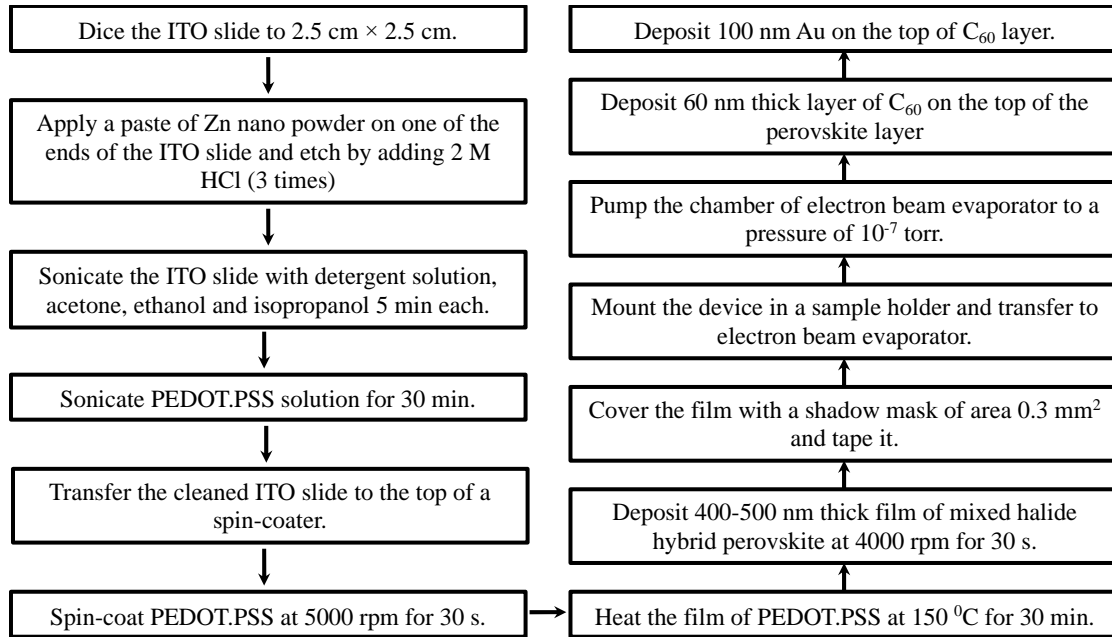 Dice the ITO slide to 2.5 cm × 2.5 cm.
Apply a paste of Zn nano powder on one of the
ends of the ITO slide and etch by adding 2 M
HCl (3 times)
Sonicate the ITO slide with detergent solution,
acetone, ethanol and isopropanol 5 min each.
Sonicate PEDOT.PSS solution for 30 min.
Transfer the cleaned ITO slide to the top of a
spin-coater.
Spin-coat PEDOT.PSS at 5000 rpm for 30 s.
Heat the film of PEDOT.PSS at 150 ⁰C for 30 min.
Deposit 400-500 nm thick film of mixed halide
hybrid perovskite at 4000 rpm for 30 s.
Cover the film with a shadow mask of area 0.3 mm²
and tape it.
Mount the device in a sample holder and transfer to
electron beam evaporator.
Pump the chamber of electron beam evaporator to a
pressure of 10⁻⁷ torr.
Deposit 60 nm thick layer of C₆₀ on the top of the
perovskite layer
Deposit 100 nm Au on the top of C₆₀ layer.